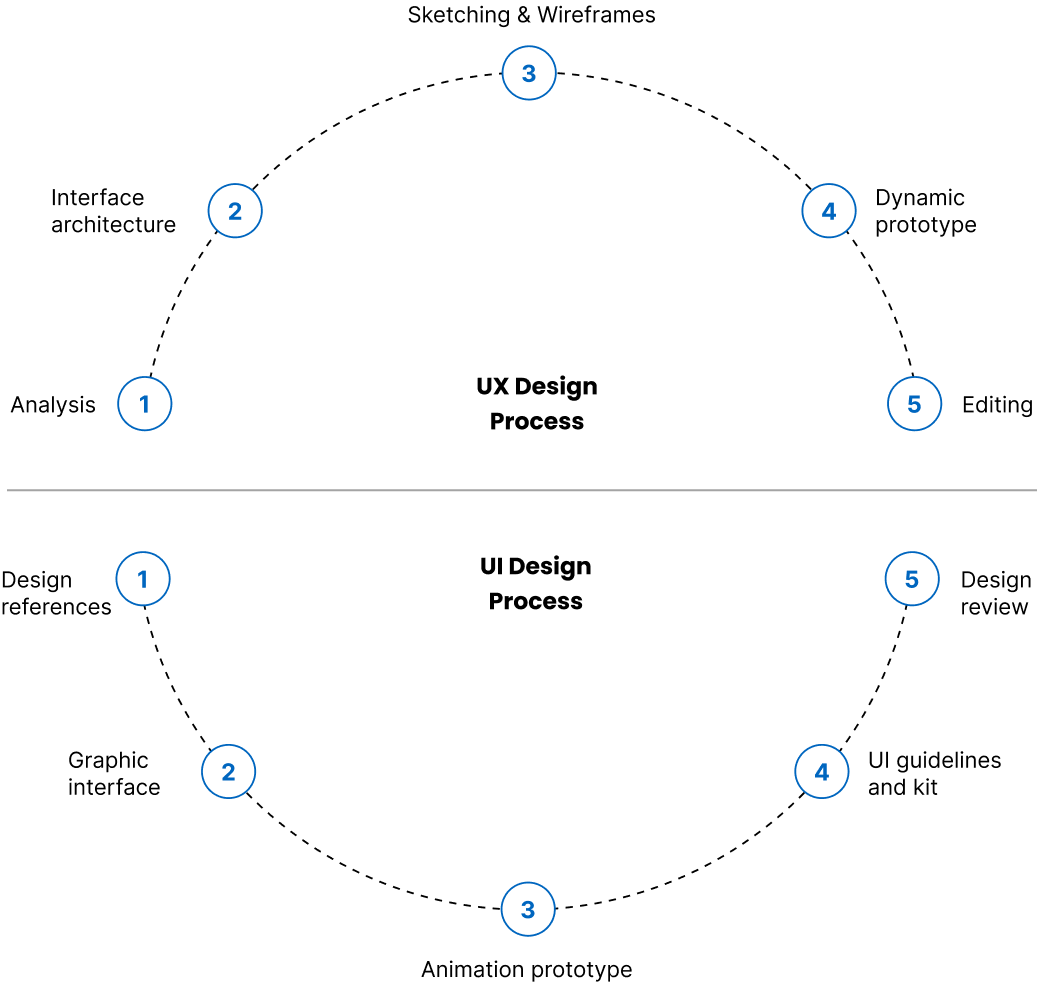 Sketching & Wireframes
3
Interface
architecture
2
4
Dynamic
prototype
Analysis
1
UX Design
Process
5
Editing
Design
references
1
UI Design
Process
5
Design
review
Graphic
interface
2
4
UI guidelines
and kit
3
Animation prototype